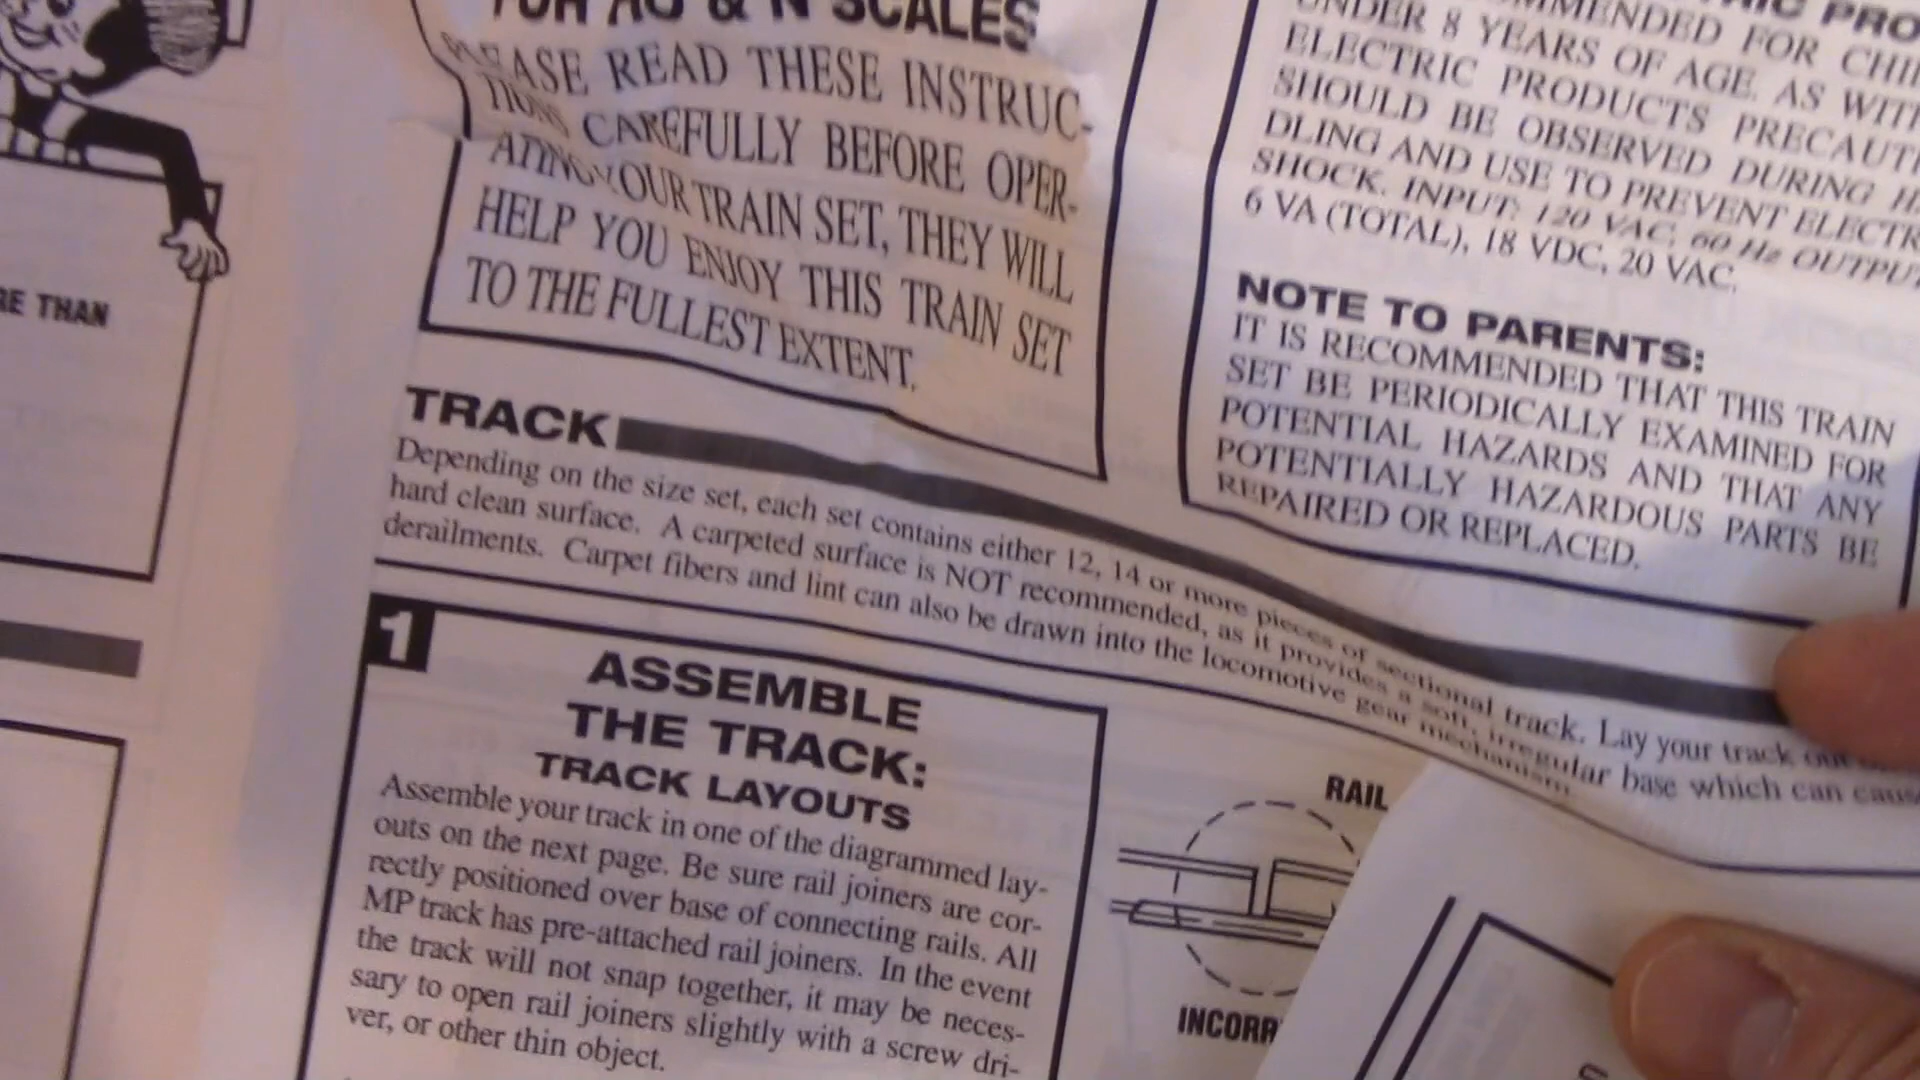 RE THAN
FOR HO & N SCALES
PLEASE READ THESE INSTRUC-
TIONS CAREFULLY BEFORE OPER-
ATING YOUR TRAIN SET, THEY WILL
HELP YOU ENJOY THIS TRAIN SET
TO THE FULLEST EXTENT.
RIC PRO
OMMENDED FOR CHI
UNDER 8 YEARS OF AGE. AS WIT
ELECTRIC PRODUCTS PRECAUTI
SHOULD BE OBSERVED DURING H
DLING AND USE TO PREVENT ELECTR
SHOCK. INPUT: 120 VAC, 60 Hz OUTPUT
6 VA (TOTAL), 18 VDC, 20 VAC.
NOTE TO PARENTS:
IT IS RECOMMENDED THAT THIS TRAIN
SET BE PERIODICALLY EXAMINED FOR
POTENTIAL HAZARDS AND THAT ANY
POTENTIALLY HAZARDOUS PARTS BE
REPAIRED OR REPLACED.
TRACK
Depending on the size set, each set contains either 12, 14 or more pieces of sectional track. Lay your track out
hard clean surface. A carpeted surface is NOT recommended, as it provides a soft, irregular base which can cause
derailments. Carpet fibers and lint can also be drawn into the locomotive gear mechanism.
1
ASSEMBLE
THE TRACK:
TRACK LAYOUTS
Assemble your track in one of the diagrammed lay-
outs on the next page. Be sure rail joiners are cor-
rectly positioned over base of connecting rails. All
MP track has pre-attached rail joiners. In the event
the track will not snap together, it may be neces-
sary to open rail joiners slightly with a screw dri-
ver, or other thin object.
RAIL
INCORR